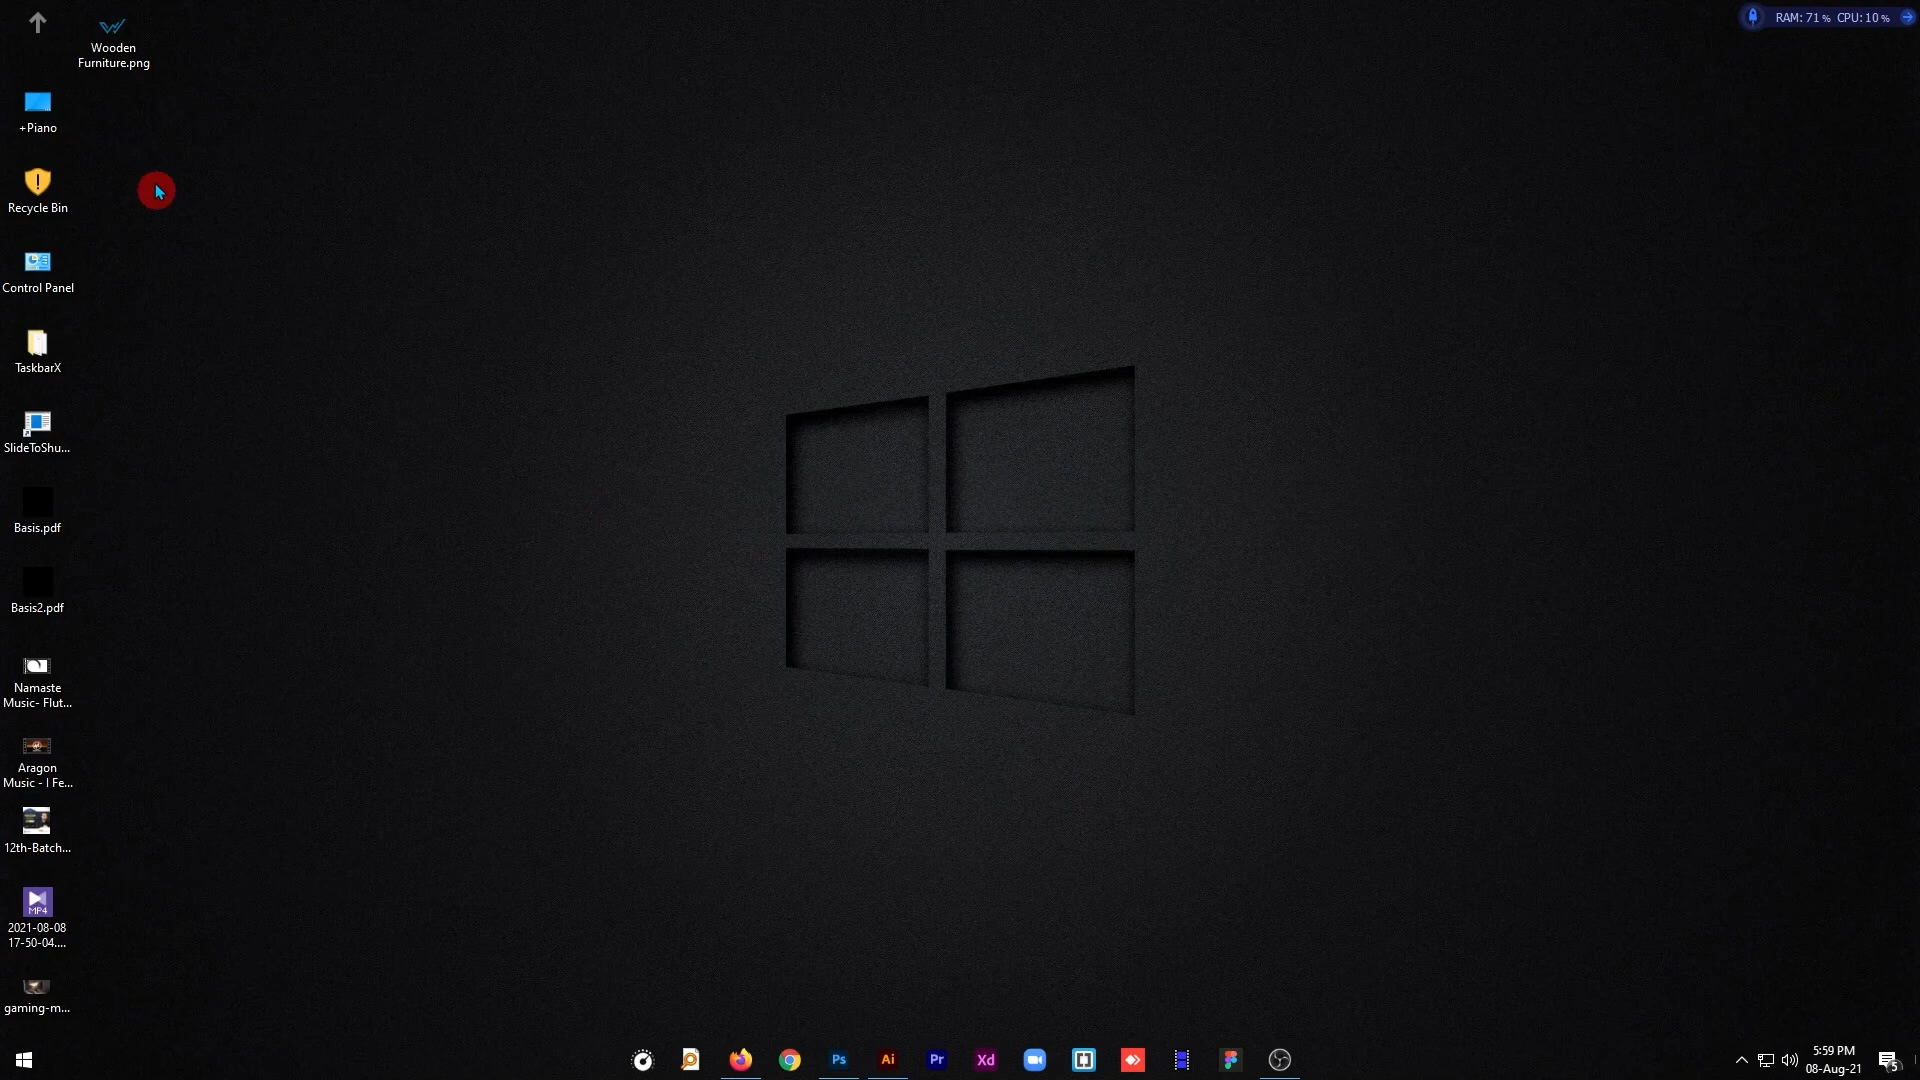 Wooden
Furniture.png
+Piano
Recycle Bin
Control Panel
TaskbarX
SlideToShu...
Basis.pdf
Basis2.pdf
Namaste
Music- Flut...
Aragon
Music - I Fe...
12th-Batch...
MP4
2021-08-08
17-50-04....
gaming-m...
RAM: 71 % CPU: 10 %
Ps
Ai
Pr
Xd
5:59 PM
08-Aug-21
5